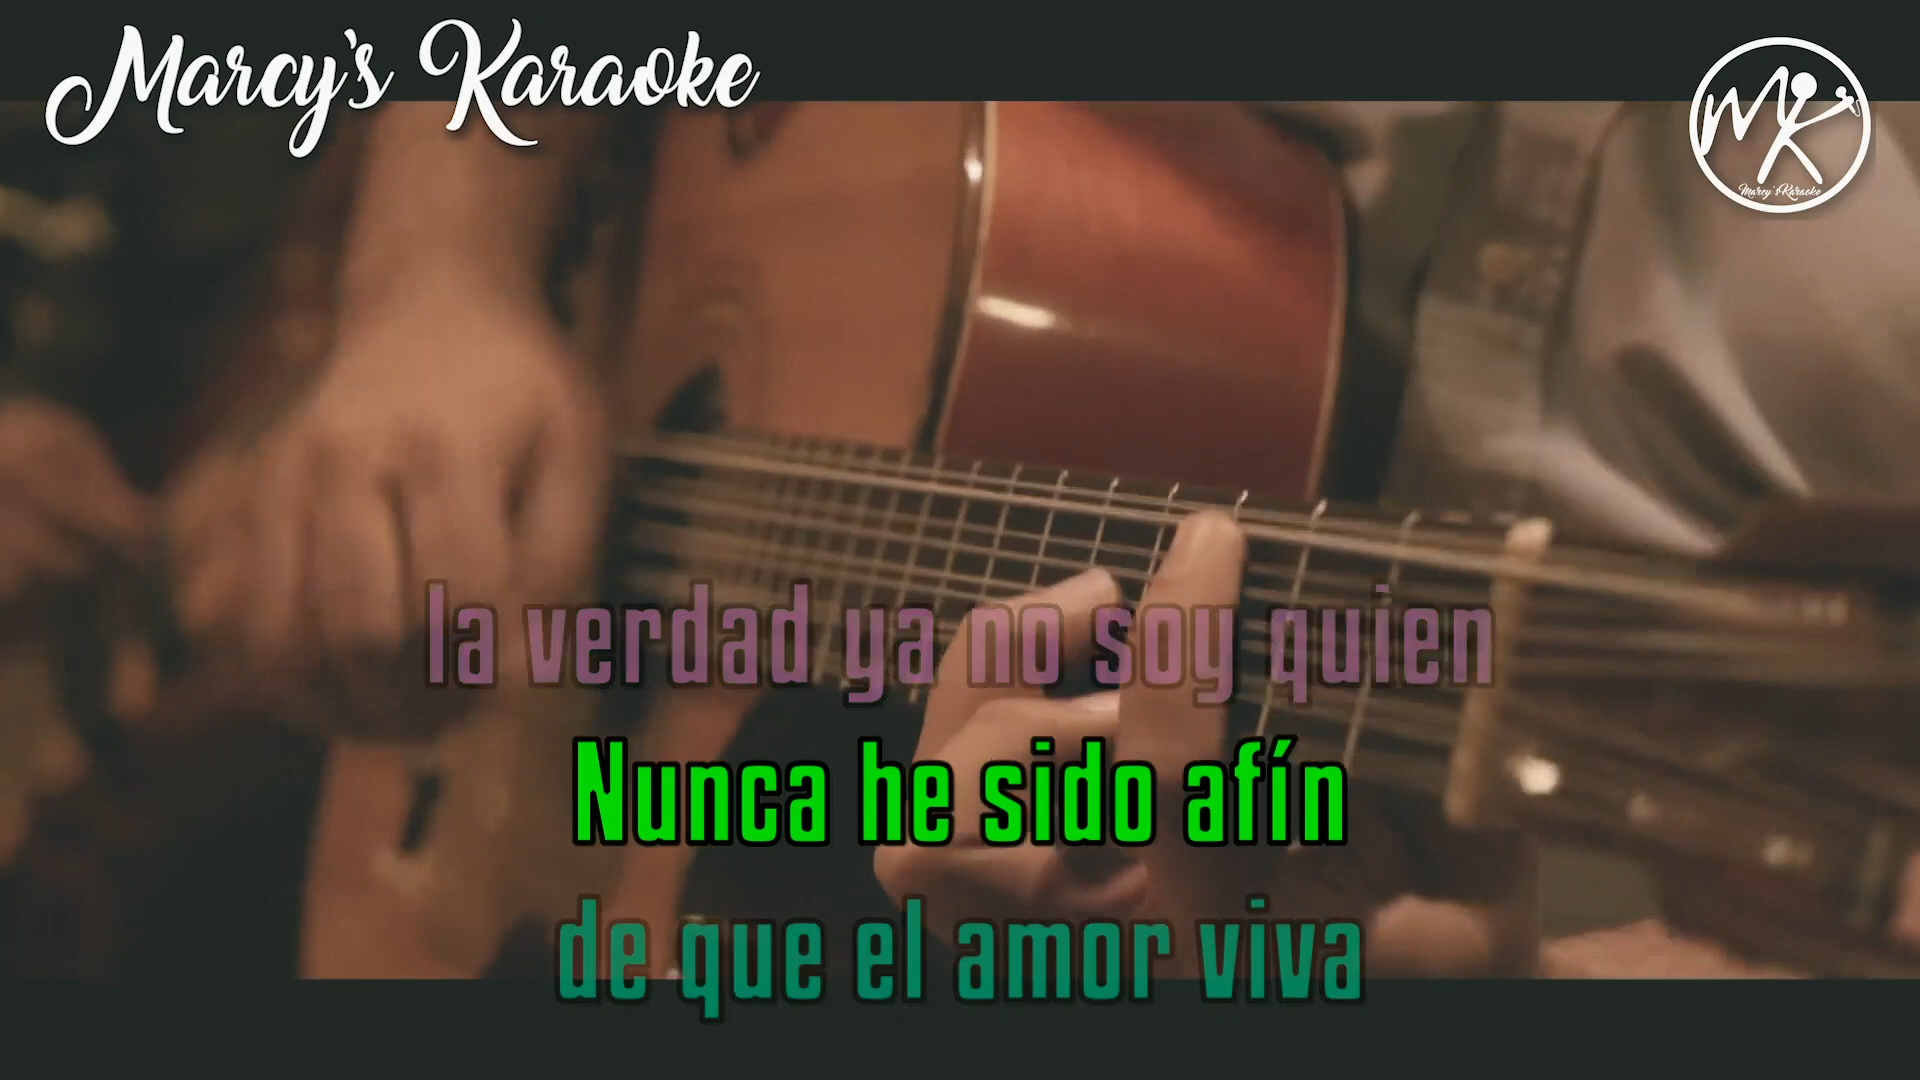 Marcy's Karaoke
MK
Marcy's Karaoke
la verdad ya no soy quien
Nunca he sido afín
de que el amor viva